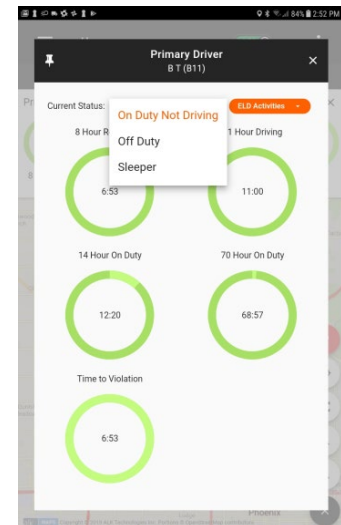 84% 2:52 PM
Primary Driver
B T (B11)
Current Status:
On Duty Not Driving
Off Duty
Sleeper
ELD Activities
8 Hour R
1 Hour Driving
6:53
11:00
14 Hour On Duty
70 Hour On Duty
12:20
68:57
Time to Violation
6:53
Phoenix